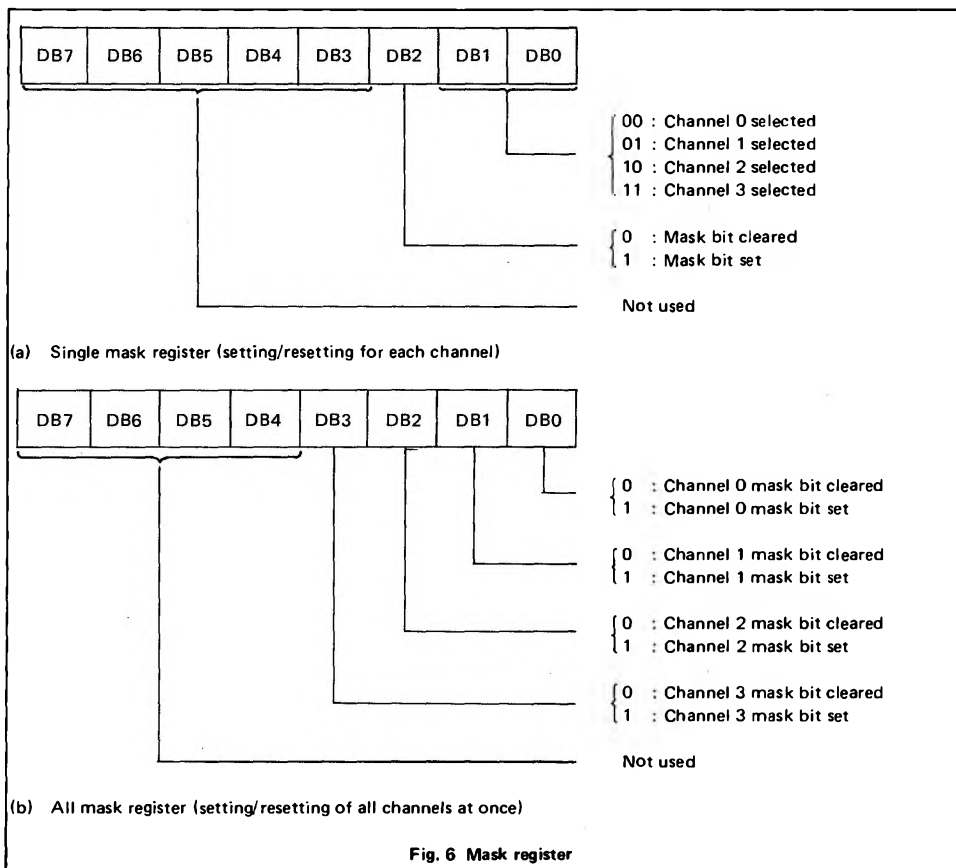 DB7 DB6 DB5 DB4 DB3 DB2 DB1 DB0
00 : Channel 0 selected
01 : Channel 1 selected
10 : Channel 2 selected
11 : Channel 3 selected
0 : Mask bit cleared
1 : Mask bit set
Not used
(a) Single mask register (setting/resetting for each channel)
DB7 DB6 DB5 DB4 DB3 DB2 DB1 DB0
0 : Channel 0 mask bit cleared
1 : Channel 0 mask bit set
0 : Channel 1 mask bit cleared
1 : Channel 1 mask bit set
0 : Channel 2 mask bit cleared
1 : Channel 2 mask bit set
0 : Channel 3 mask bit cleared
1 : Channel 3 mask bit set
Not used
(b) All mask register (setting/resetting of all channels at once)
Fig. 6 Mask register